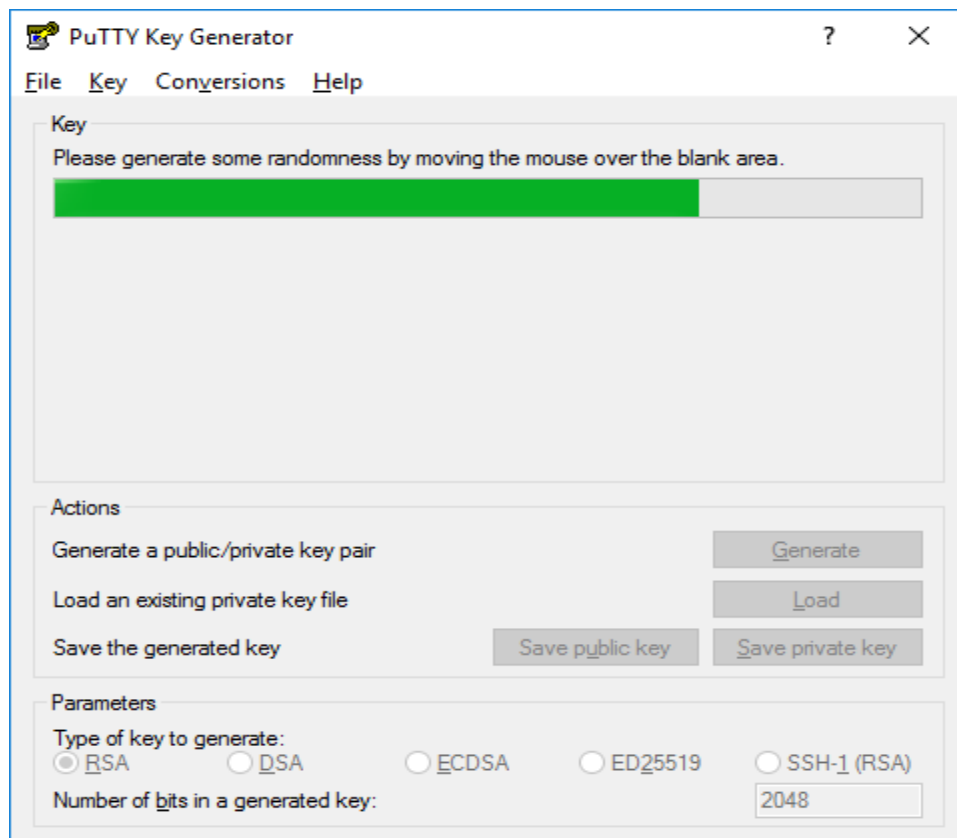 PuTTY Key Generator ?
File Key Conversions Help
Key
Please generate some randomness by moving the mouse over the blank area.
Actions
Generate a public/private key pair Generate
Load an existing private key file Load
Save the generated key Save public key Save private key
Parameters
Type of key to generate:
RSA DSA ECDSA ED25519 SSH-1 (RSA)
Number of bits in a generated key: 2048